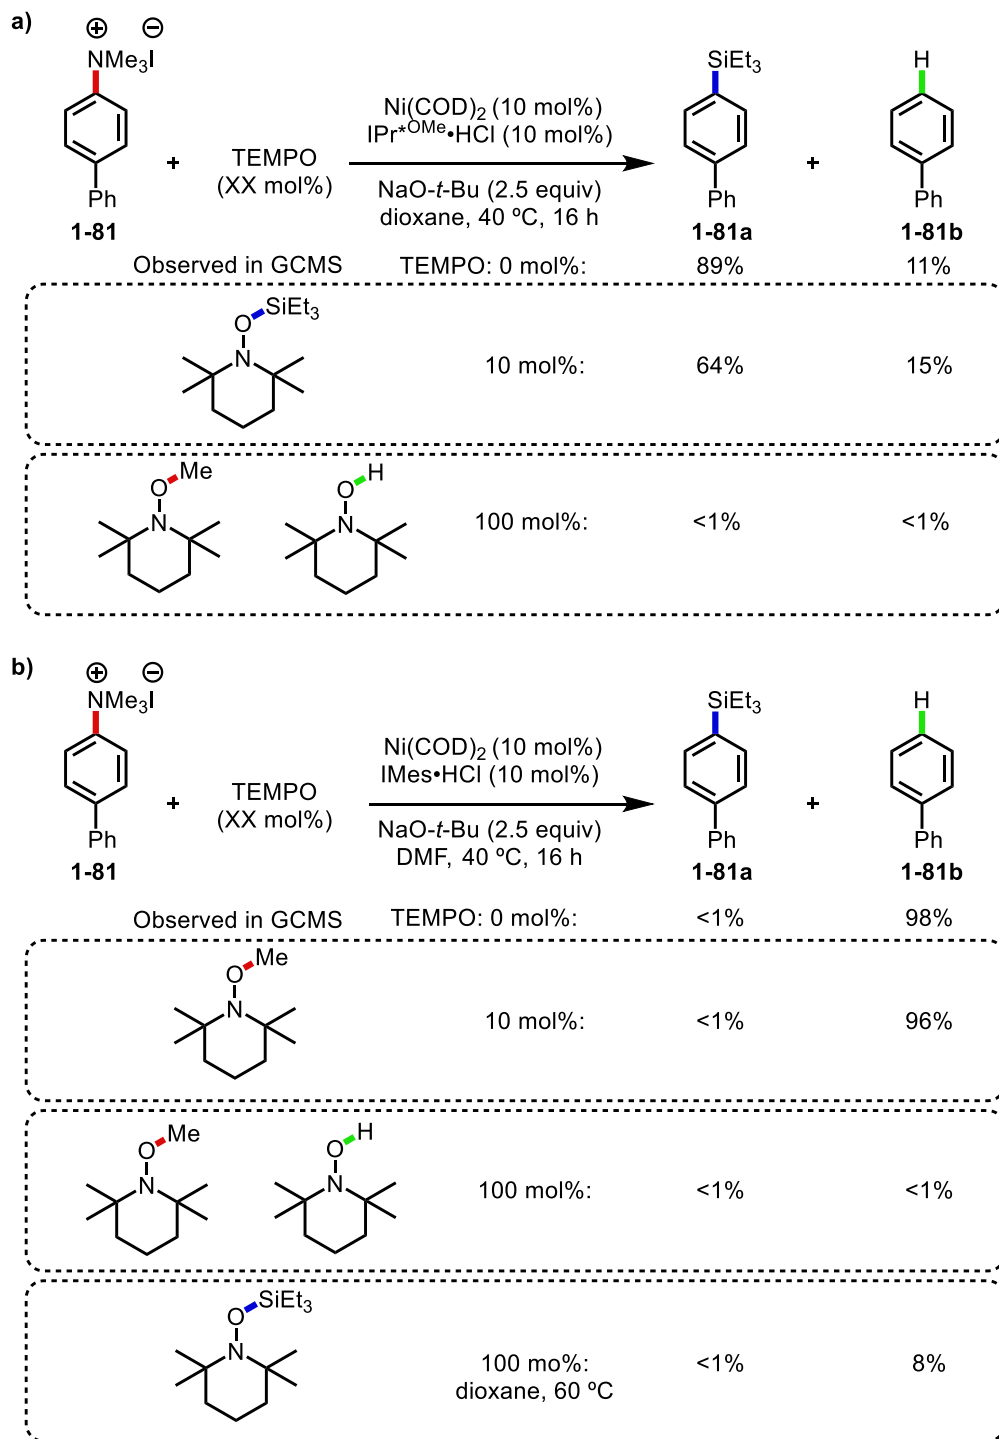 a)
NMe3I
Ph
1-81
+
TEMPO
(XX mol%)
Ni(COD)2 (10 mol%)
IPr*OMe•HCl (10 mol%)
NaO-t-Bu (2.5 equiv)
dioxane, 40 ºC, 16 h
SiEt3
Ph
1-81a
+
H
Ph
1-81b
Observed in GCMS TEMPO: 0 mol%: 89% 11%
O SiEt3
N
10 mol%: 64% 15%
O Me
N
O H
N
100 mol%: <1% <1%
b)
NMe3I
Ph
1-81
+
TEMPO
(XX mol%)
Ni(COD)2 (10 mol%)
IMes•HCl (10 mol%)
NaO-t-Bu (2.5 equiv)
DMF, 40 ºC, 16 h
SiEt3
Ph
1-81a
+
H
Ph
1-81b
Observed in GCMS TEMPO: 0 mol%: <1% 98%
O Me
N
10 mol%: <1% 96%
O Me
N
O H
N
100 mol%: <1% <1%
O SiEt3
N
100 mo%: <1% 8%
dioxane, 60 ºC